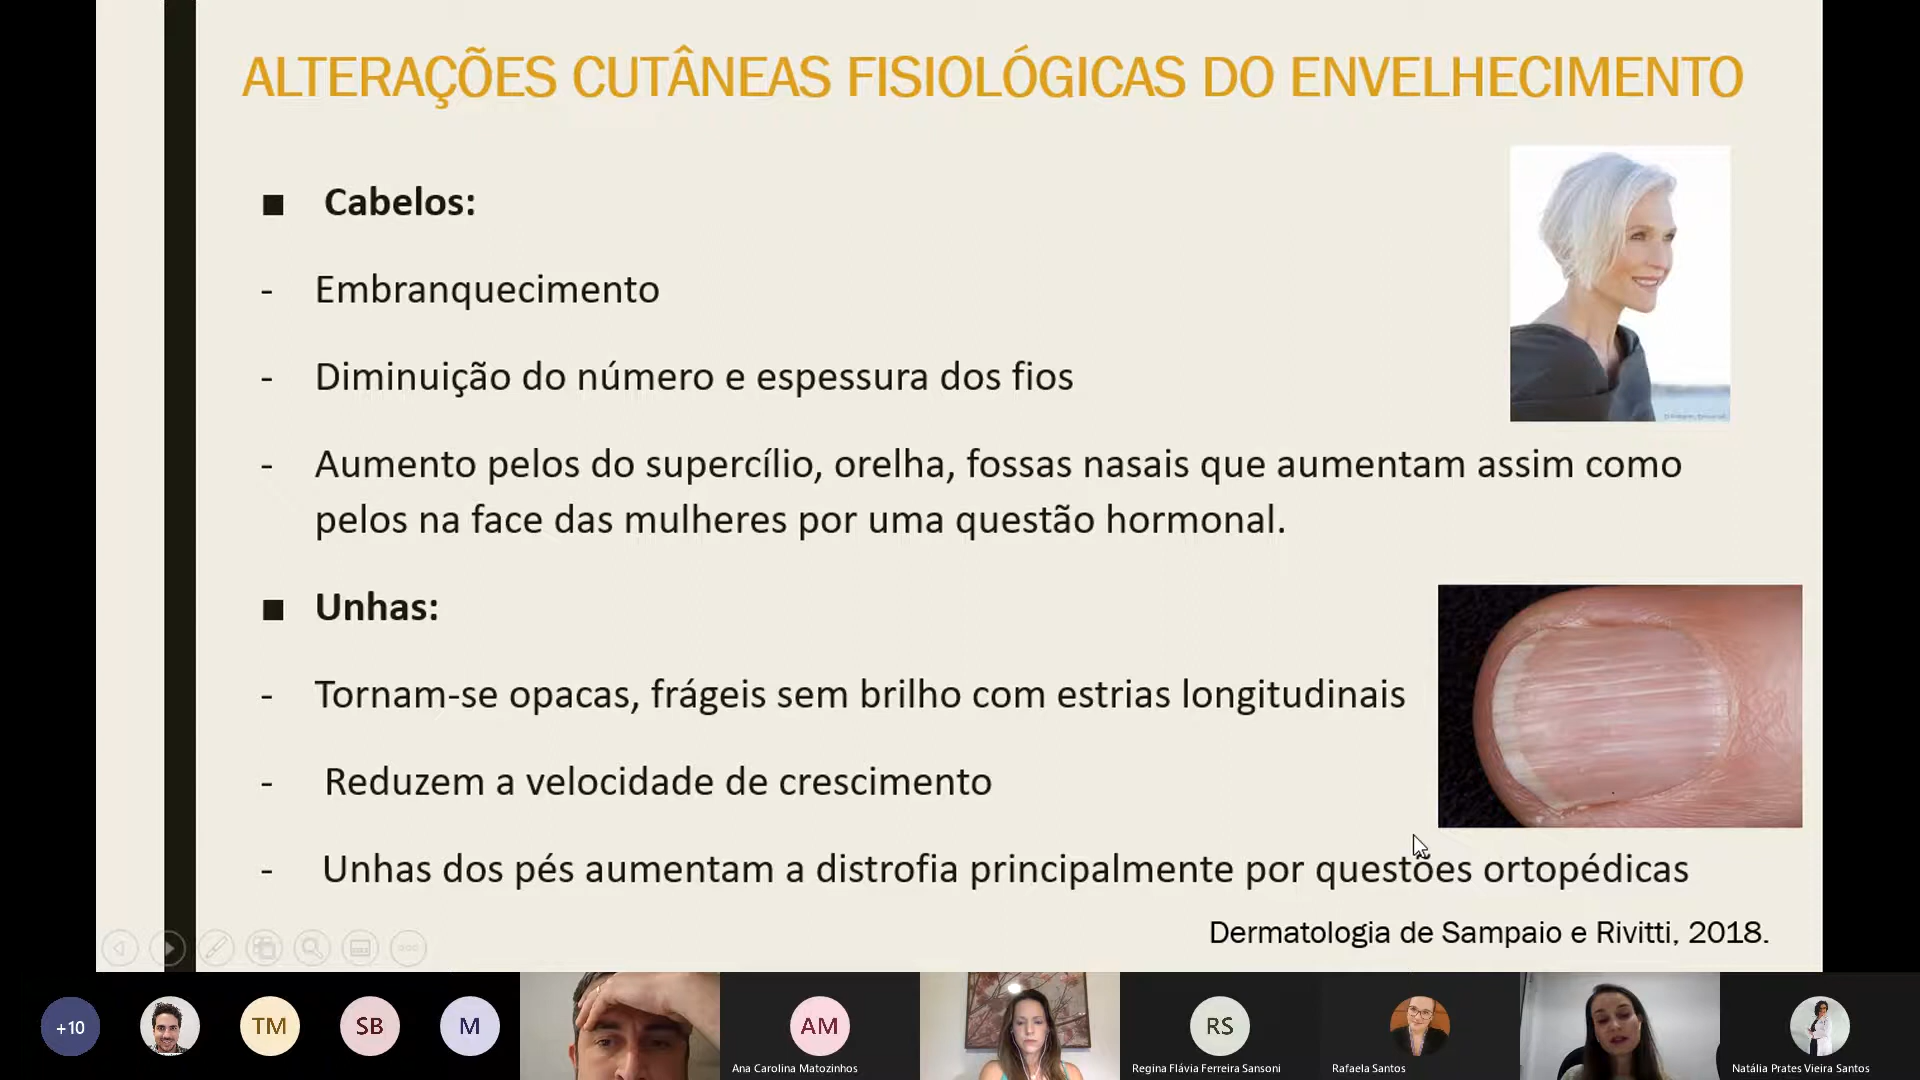 ALTERAÇÕES CUTÂNEAS FISIOLÓGICAS DO ENVELHECIMENTO
■ Cabelos:
- Embranquecimento
- Diminuição do número e espessura dos fios
- Aumento pelos do supercílio, orelha, fossas nasais que aumentam assim como
pelos na face das mulheres por uma questão hormonal.
■ Unhas:
- Tornam-se opacas, frágeis sem brilho com estrias longitudinais
- Reduzem a velocidade de crescimento
- Unhas dos pés aumentam a distrofia principalmente por questões ortopédicas
Dermatologia de Sampaio e Rivitti, 2018.
+10
TM
SB
M
AM
Ana Carolina Matozinhos
RS
Regina Flávia Ferreira Sansoni
Rafaela Santos
Natália Prates Vieira Santos